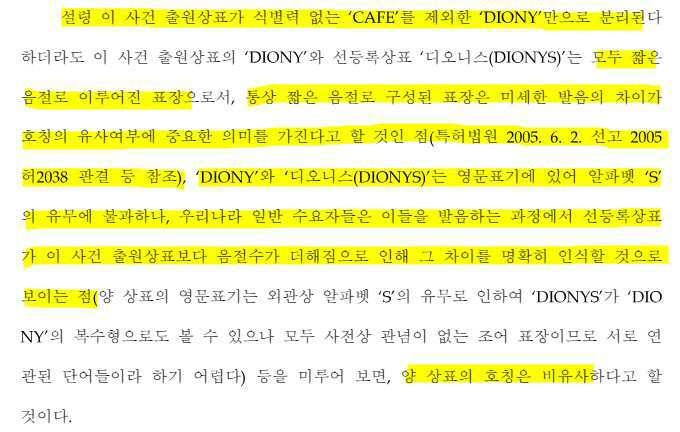 설령 이 사건 출원상표가 식별력 없는 ‘CAFE’를 제외한 ‘DIONY’만으로 분리된다
하더라도 이 사건 출원상표의 ‘DIONY’와 선등록상표 ‘디오니스(DIONYS)’는 모두 짧은
음절로 이루어진 표장으로서, 통상 짧은 음절로 구성된 표장은 미세한 발음의 차이가
호칭의 유사여부에 중요한 의미를 가진다고 할 것인 점(특허법원 2005. 6. 2. 선고 2005
허2038 판결 등 참조), ‘DIONY’와 ‘디오니스(DIONYS)’는 영문표기에 있어 알파벳 ‘S’
의 유무에 불과하나, 우리나라 일반 수요자들은 이들을 발음하는 과정에서 선등록상표
가 이 사건 출원상표보다 음절수가 더해짐으로 인해 그 차이를 명확히 인식할 것으로
보이는 점(양 상표의 영문표기는 외관상 알파벳 ‘S’의 유무로 인하여 ‘DIONYS’가 ‘DIO
NY’의 복수형으로도 볼 수 있으나 모두 사전상 관념이 없는 조어 표장이므로 서로 연
관된 단어들이라 하기 어렵다) 등을 미루어 보면, 양 상표의 호칭은 비유사하다고 할
것이다.